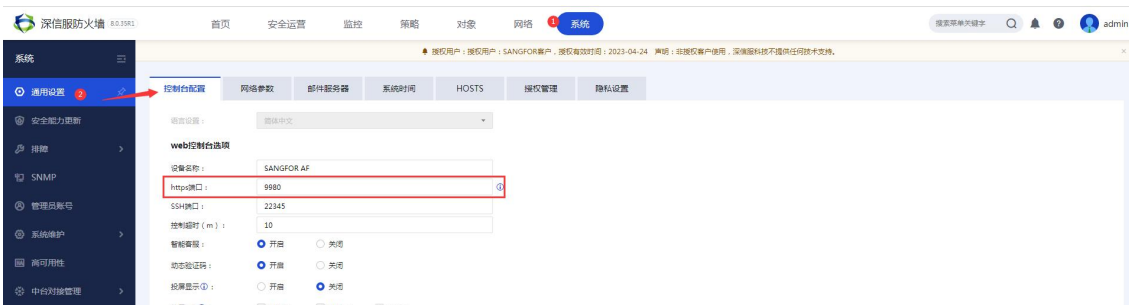 深信服防火墙 8.0.35R1 首页 安全运营 监控 策略 对象 网络 1 系统 搜索菜单关键字 admin
授权用户：授权用户：SANGFOR客户，授权有效时间：2023-04-24 声明：非授权客户使用，深信服科技不提供任何技术支持。
系统
通用设置 2
安全能力更新
排障
SNMP
管理员账号
系统维护
高可用性
中台对接管理
控制台配置 网络参数 邮件服务器 系统时间 HOSTS 授权管理 隐私设置
语言设置： 简体中文
web控制台选项
设备名称： SANGFOR AF
https端口： 9980
SSH端口： 22345
控制超时（m）： 10
智能客服： 开启 关闭
动态验证码： 开启 关闭
投屏显示 ： 开启 关闭